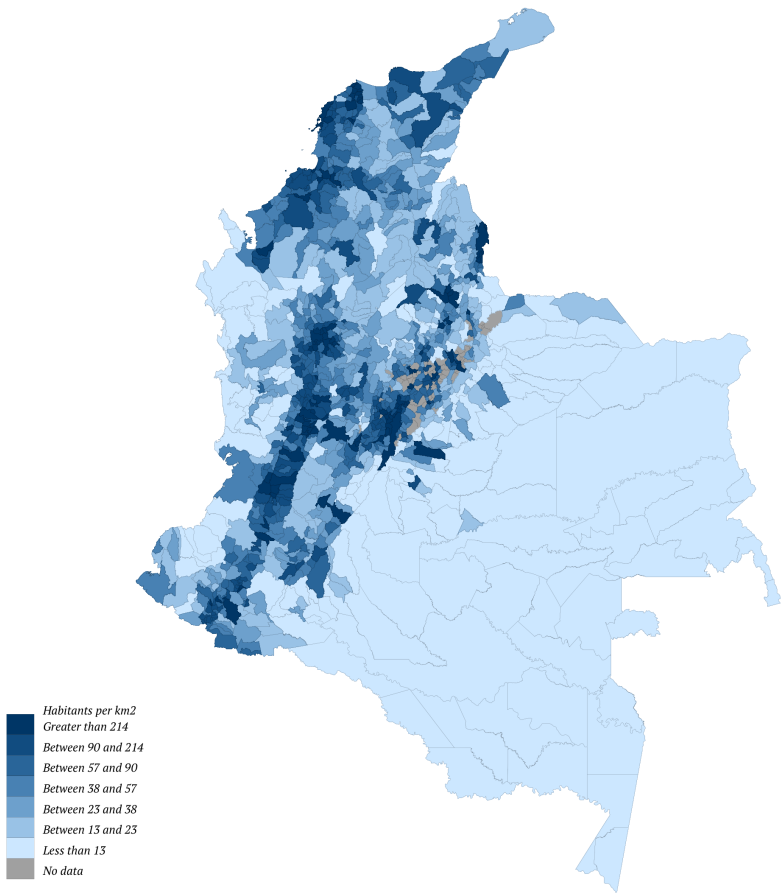 Habitants per km2
Greater than 214
Between 90 and 214
Between 57 and 90
Between 38 and 57
Between 23 and 38
Between 13 and 23
Less than 13
No data